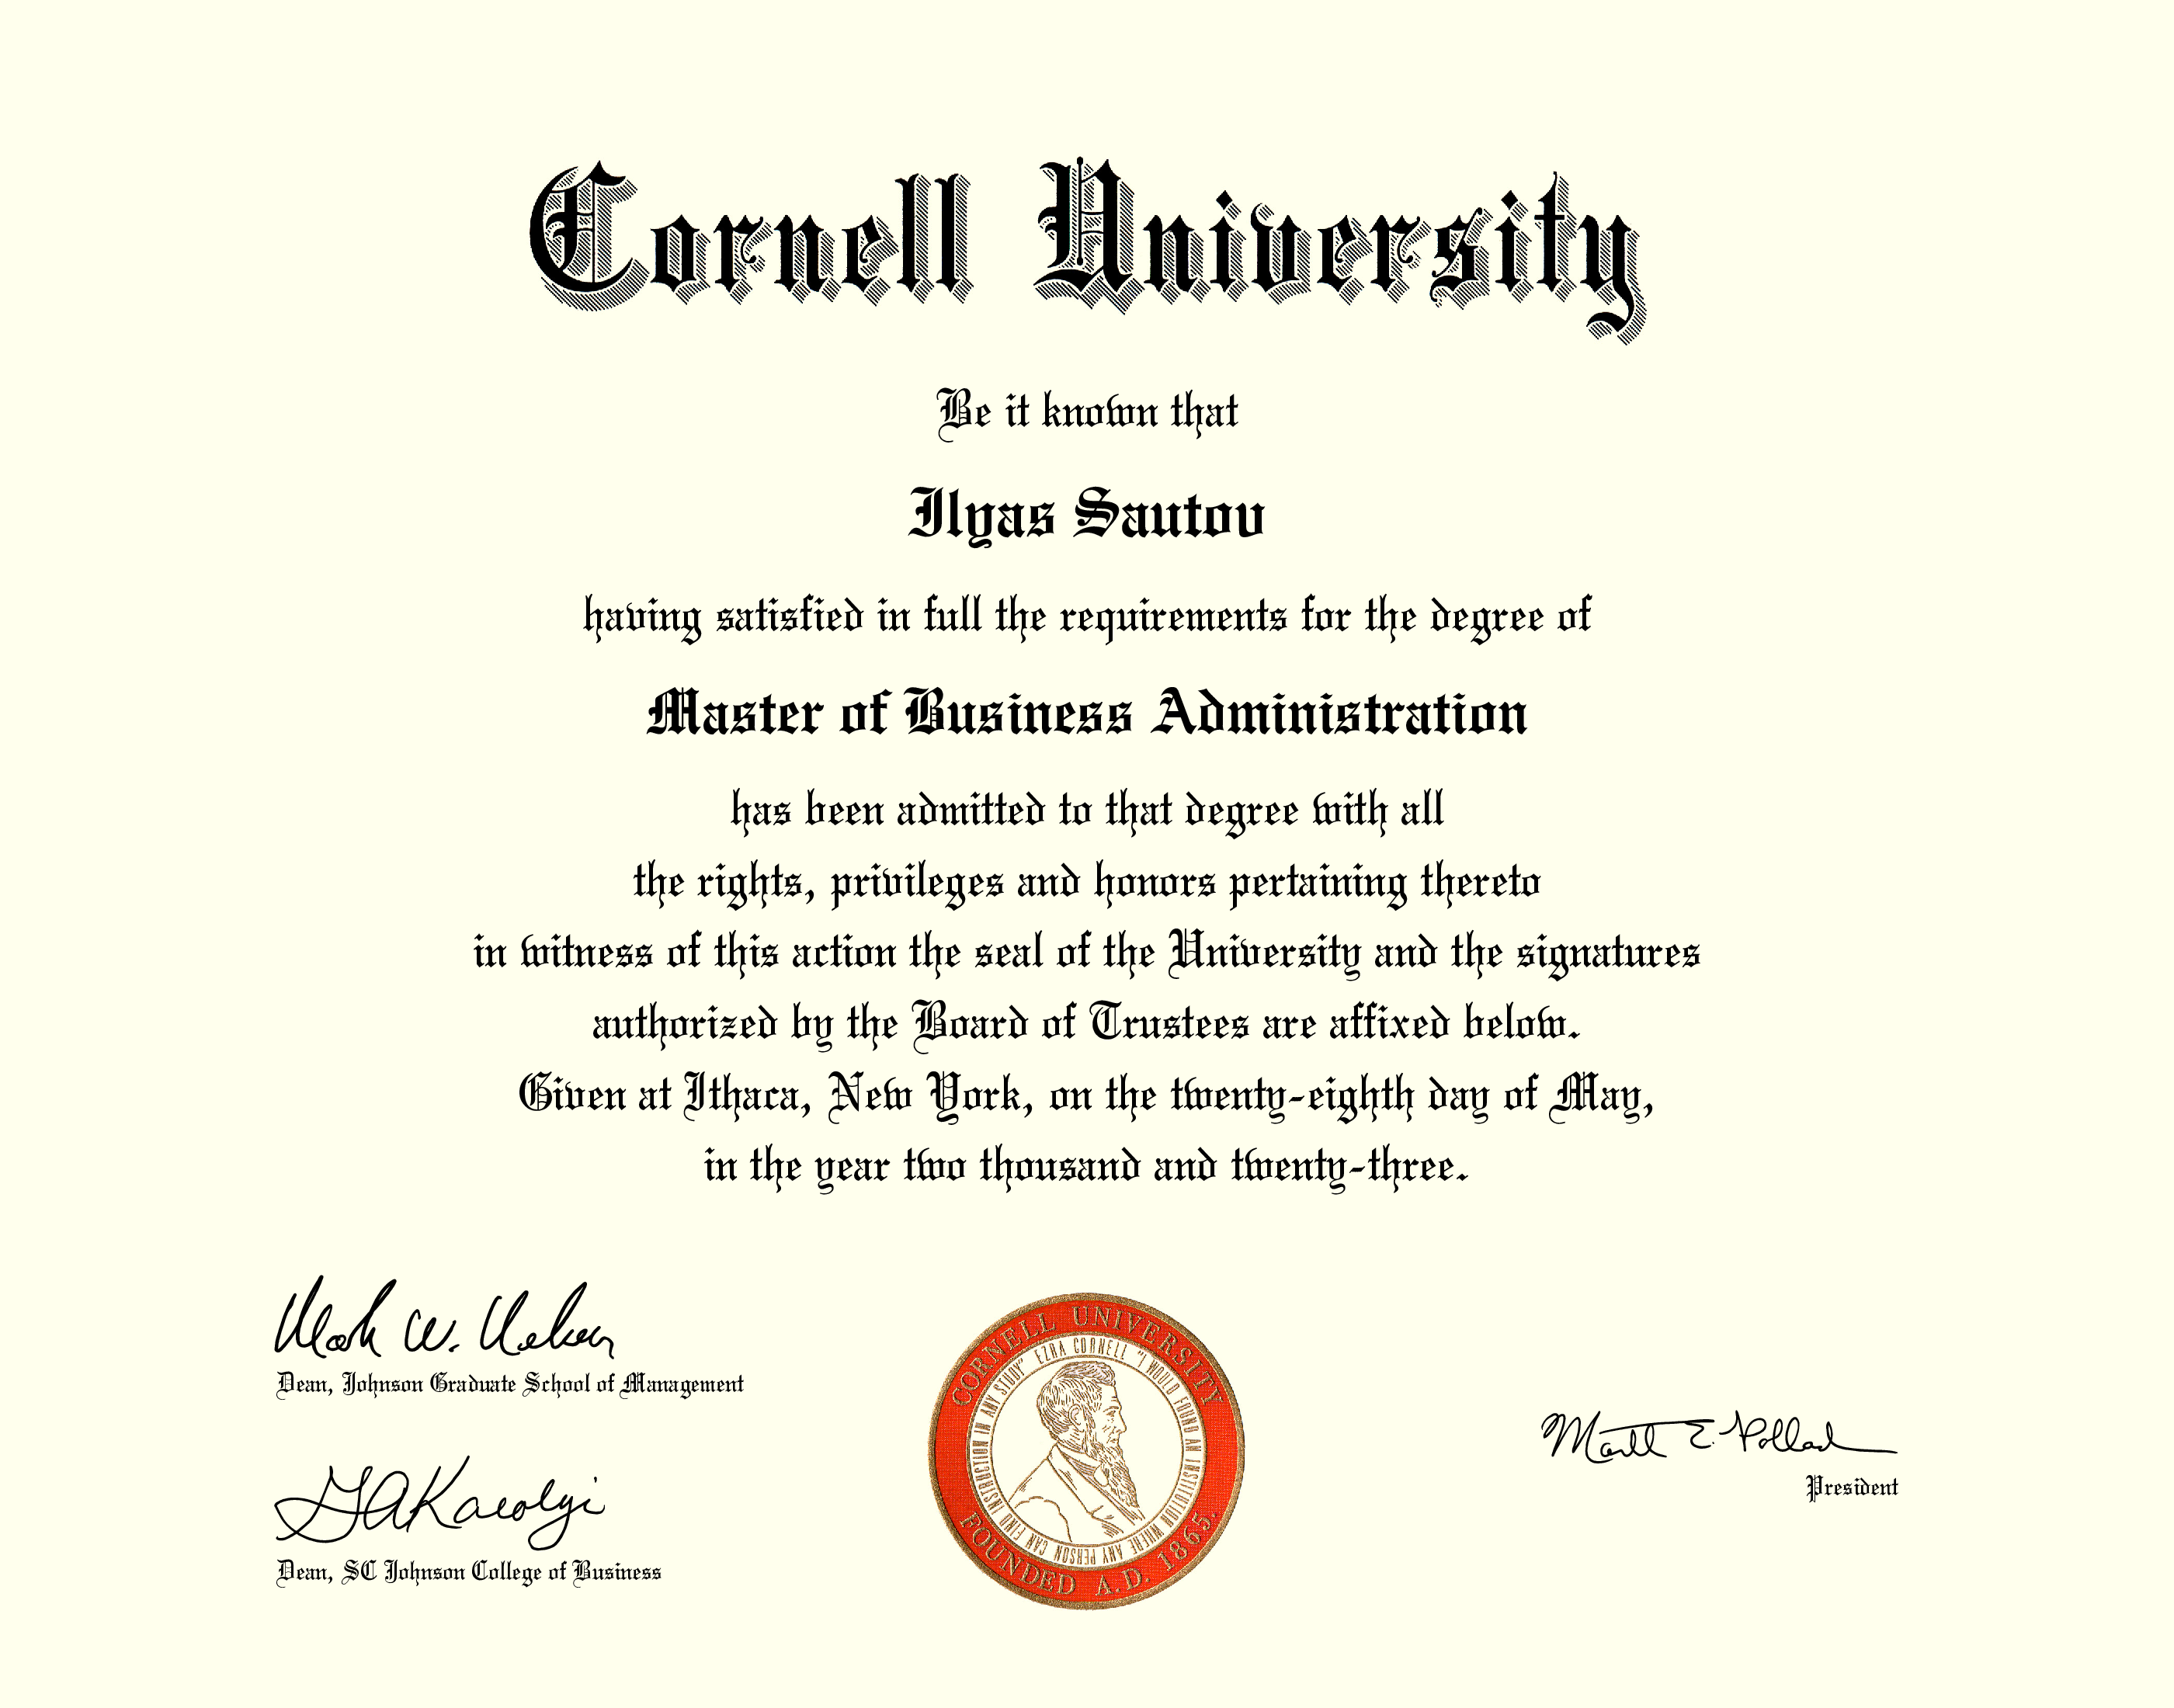 Cornell University
Be it known that
Ilyas Sautov
having satisfied in full the requirements for the degree of
Master of Business Administration
has been admitted to that degree with all
the rights, privileges and honors pertaining thereto
in witness of this action the seal of the University and the signatures
authorized by the Board of Trustees are affixed below.
Given at Ithaca, New York, on the twenty-eighth day of May,
in the year two thousand and twenty-three.
Mark W. Nelson
Dean, Johnson Graduate School of Management
GAKarolyi
Dean, SC Johnson College of Business
CORNELL UNIVERSITY
FOUNDED A.D. 1865.
EZRA CORNELL "I WOULD FOUND AN INSTITUTION WHERE ANY PERSON CAN FIND INSTRUCTION IN ANY STUDY"
Martha E. Pollack
President